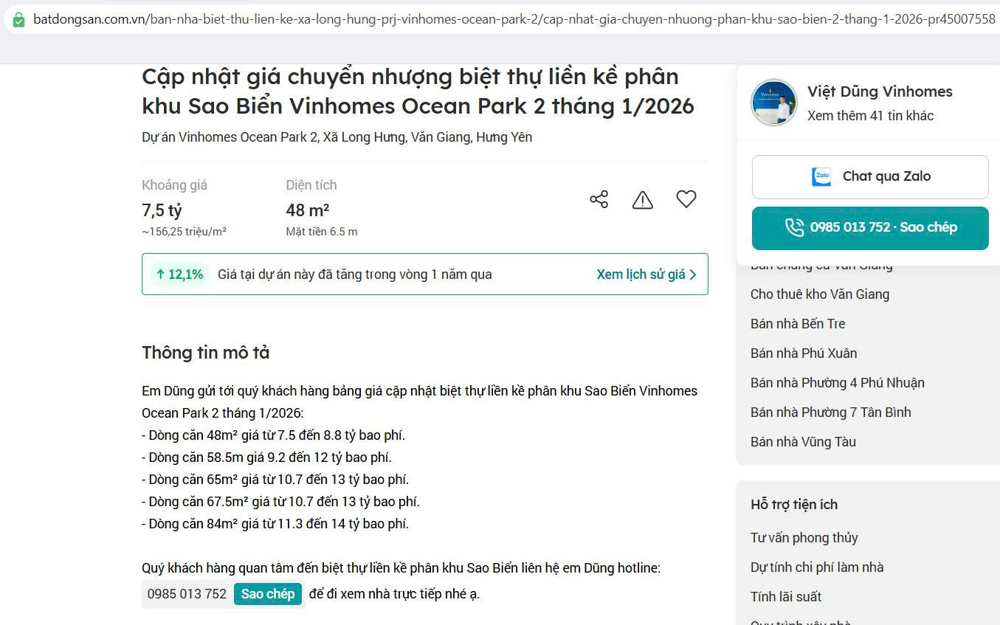 batdongsan.com.vn/ban-nha-biet-thu-lien-ke-xa-long-hung-prj-vinhomes-ocean-park-2/cap-nhat-gia-chuyen-nhuong-phan-khu-sao-bien-2-thang-1-2026-pr45007558
Cập nhật giá chuyển nhượng biệt thự liền kề phân
khu Sao Biển Vinhomes Ocean Park 2 tháng 1/2026
Dự án Vinhomes Ocean Park 2, Xã Long Hưng, Văn Giang, Hưng Yên
Khoảng giá
7,5 tỷ
~156,25 triệu/m²
Diện tích
48 m²
Mặt tiền 6.5 m
12,1%
Giá tại dự án này đã tăng trong vòng 1 năm qua
Xem lịch sử giá
Thông tin mô tả
Em Dũng gửi tới quý khách hàng bảng giá cập nhật biệt thự liền kề phân khu Sao Biển Vinhomes
Ocean Park 2 tháng 1/2026:
- Dòng căn 48m² giá từ 7.5 đến 8.8 tỷ bao phí.
- Dòng căn 58.5m giá 9.2 đến 12 tỷ bao phí.
- Dòng căn 65m² giá từ 10.7 đến 13 tỷ bao phí.
- Dòng căn 67.5m² giá từ 10.7 đến 13 tỷ bao phí.
- Dòng căn 84m² giá từ 11.3 đến 14 tỷ bao phí.
Quý khách hàng quan tâm đến biệt thự liền kề phân khu Sao Biển liên hệ em Dũng hotline:
0985 013 752 Sao chép để đi xem nhà trực tiếp nhé ạ.
VINHOMES
Việt Dũng Vinhomes
Xem thêm 41 tin khác
Zalo
Chat qua Zalo
0985 013 752 · Sao chép
Bán chung cư Văn Giang
Cho thuê kho Văn Giang
Bán nhà Bến Tre
Bán nhà Phú Xuân
Bán nhà Phường 4 Phú Nhuận
Bán nhà Phường 7 Tân Bình
Bán nhà Vũng Tàu
Hỗ trợ tiện ích
Tư vấn phong thủy
Dự tính chi phí làm nhà
Tính lãi suất
Quy trình xây nhà